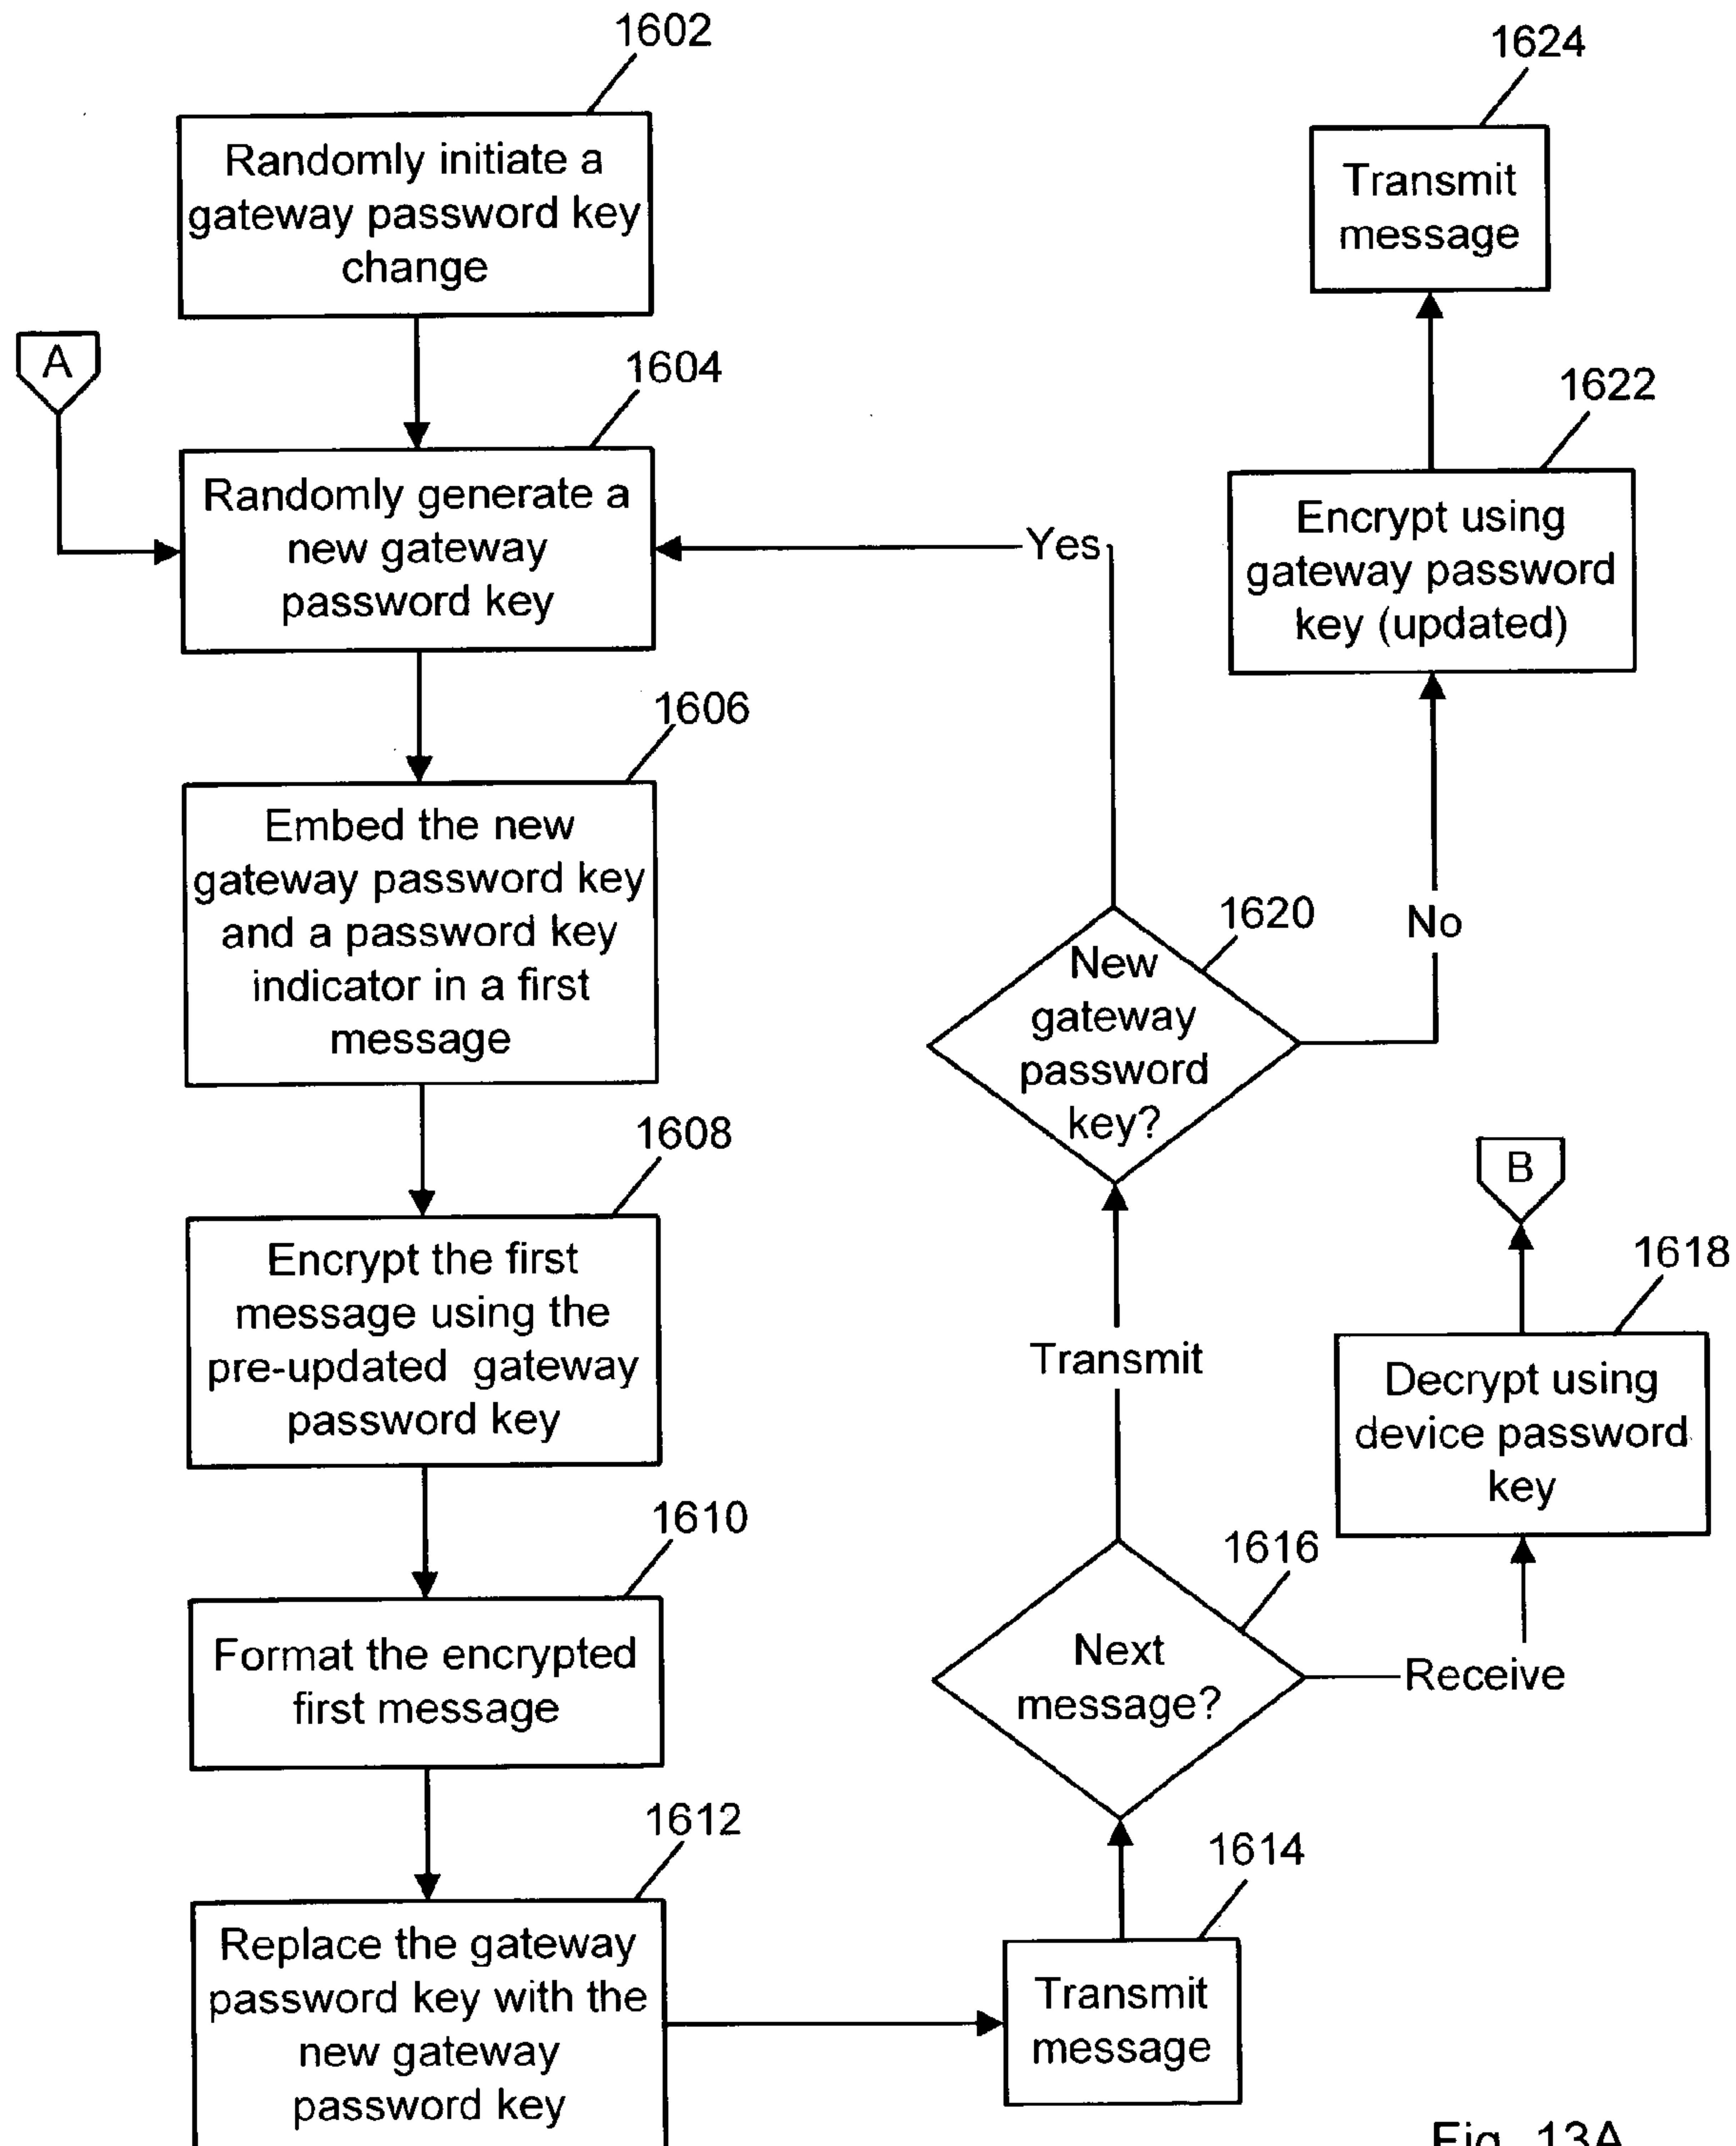 1602
Randomly initiate a
gateway password key
change
A
1604
Randomly generate a
new gateway
password key
1606
Embed the new
gateway password key
and a password key
indicator in a first
message
1608
Encrypt the first
message using the
pre-updated gateway
password key
1610
Format the encrypted
first message
1612
Replace the gateway
password key with the
new gateway
password key
1614
Transmit
message
1616
Next
message?
Receive
1618
Decrypt using
device password
key
B
Transmit
1620
New
gateway
password
key?
Yes
No
1622
Encrypt using
gateway password
key (updated)
1624
Transmit
message
Fig. 13A